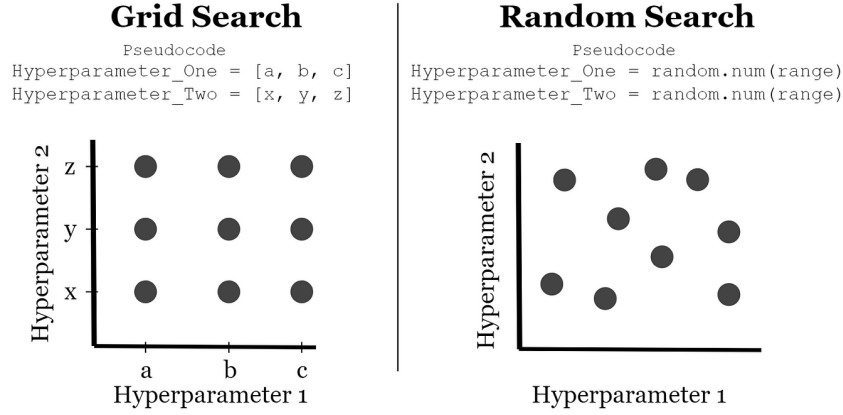 Grid Search
Pseudocode
Hyperparameter_One = [a, b, c]
Hyperparameter_Two = [x, y, z]
Hyperparameter 2
z
y
x
a b c
Hyperparameter 1
Random Search
Pseudocode
Hyperparameter_One = random.num(range)
Hyperparameter_Two = random.num(range)
Hyperparameter 2
Hyperparameter 1